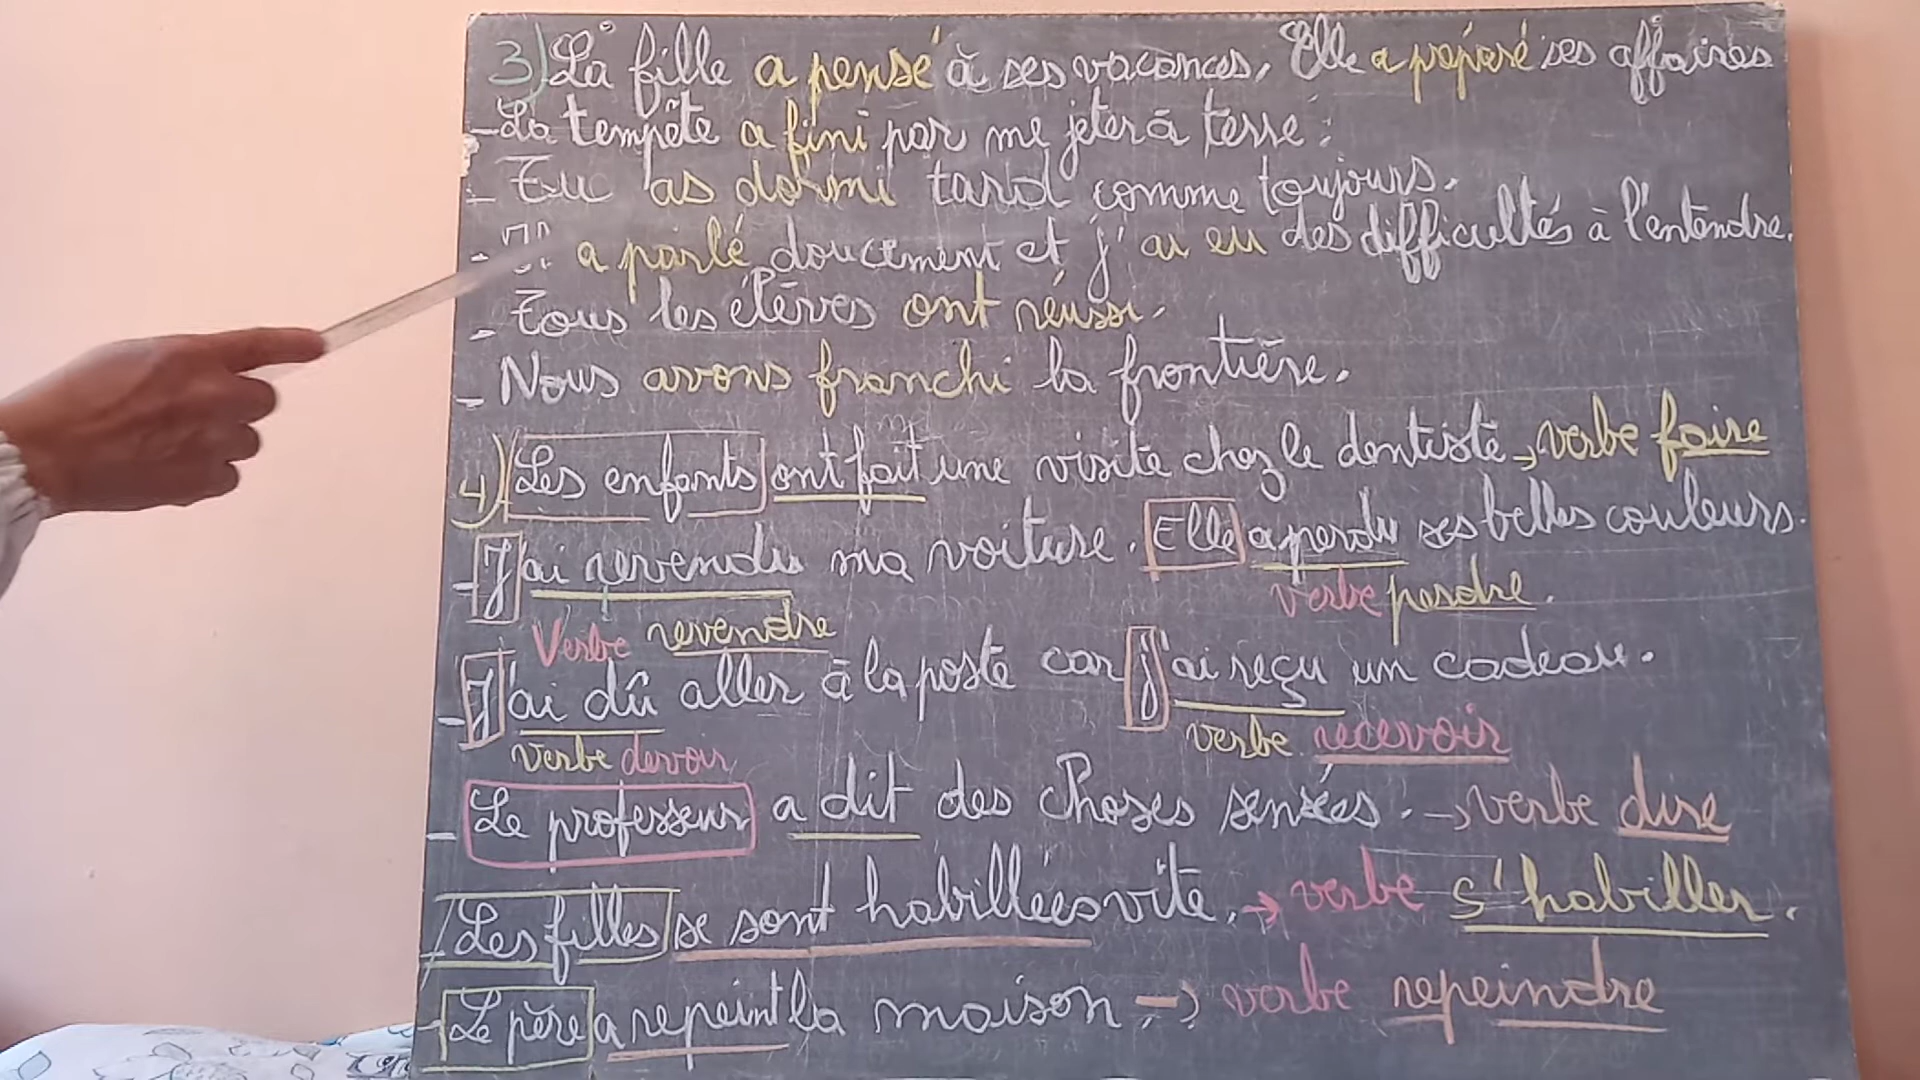 3) La fille a pensé à ses vacances. Elle a préparé ses affaires
- La tempête a fini par me jeter à terre.
- Tu as dormi tard comme toujours.
- Il a parlé doucement et j'ai eu des difficultés à l'entendre.
- Tous les élèves ont réussi.
- Nous avons franchi la frontière.
4) Les enfants ont fait une visite chez le dentiste → verbe faire
- J'ai revendu ma voiture. Elle a perdu ses belles couleurs.
verbe revendre verbe perdre.
- J'ai dû aller à la poste car j'ai reçu un cadeau.
verbe devoir verbe recevoir
- Le professeur a dit des choses sensées. → verbe dire
- Les filles se sont habillées vite. → verbe s'habiller.
- Le père a repeint la maison. → verbe repeindre